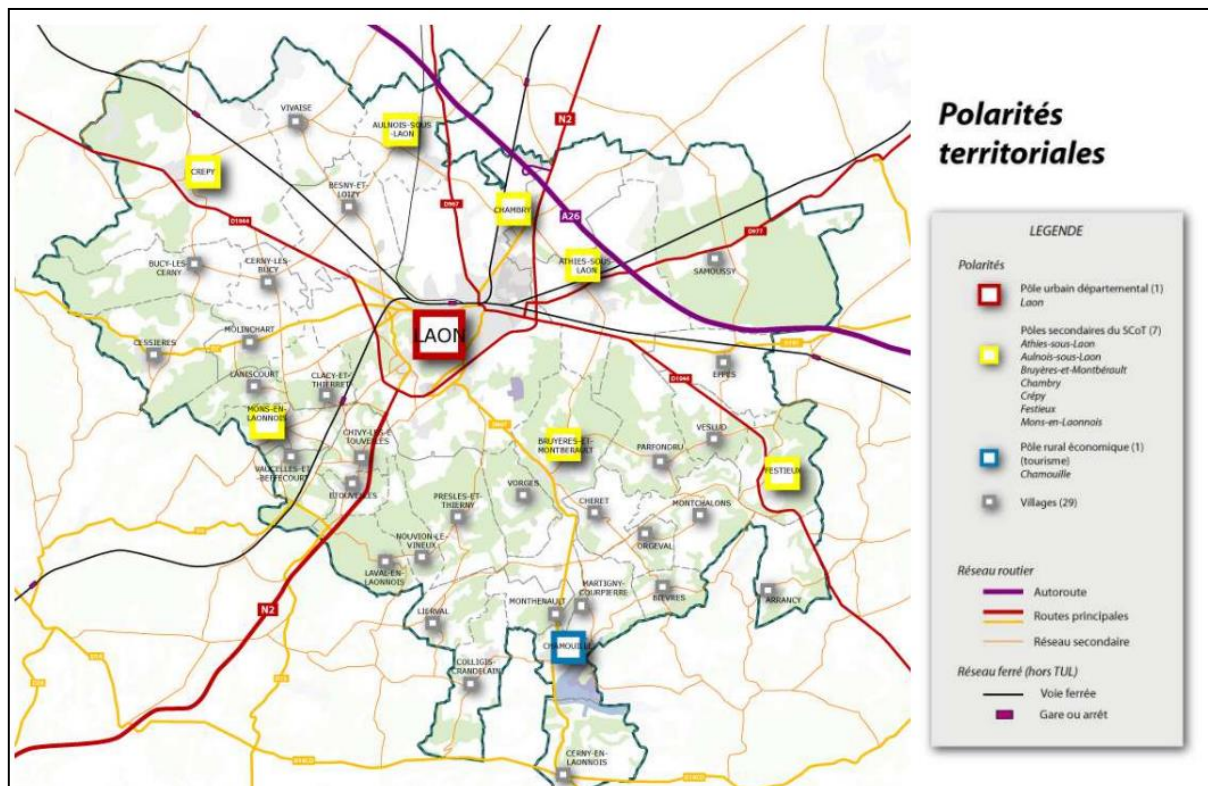 Polarités
territoriales
LEGENDE
Polarités
Pôle urbain départemental (1)
Laon
Pôles secondaires du SCoT (7)
Athies-sous-Laon
Aulnois-sous-Laon
Bruyères-et-Montbérault
Chambry
Crépy
Festieux
Mons-en-Laonnois
Pôle rural économique (1)
(tourisme)
Chamouille
Villages (29)
Réseau routier
Autoroute
Routes principales
Réseau secondaire
Réseau ferré (hors TUL)
Voie ferrée
Gare ou arrêt
VIVAISE
AULNOIS-SOUS
-LAON
N2
CREPY
BESNY-ET-
LOIZY
D967
CHAMBRY
A26
D1044
D977
BUCY-LES-
CERNY
CERNY-LES-
BUCY
ATHIES-SOUS-
LAON
SAMOUSSY
MOLINCHART
LAON
CESSIERES
LANISCOURT
CLACY-ET-
THIERRET
EPPES
MONS-EN-
LAONNOIS
CHIVY-LES-E
TOUVELLES
BRUYERES-ET-
MONTBERAULT
VESLUD
PARFONDRU
FESTIEUX
VAUCELLES-ET-
BEFFECOURT
ETOUVELLES
PRESLES-ET-
THIERNY
VORGES
CHERET
MONTCHALONS
NOUVION-LE-
VINEUX
ORGEVAL
LAVAL-EN-
LAONNOIS
MARTIGNY-
COURPIERRE
BIEVRES
ARRANCY
N2
LIERVAL
MONTHENAULT
CHAMOUILLE
COLLIGIS-
CRANDELAIN
CERNY-EN-
LAONNOIS